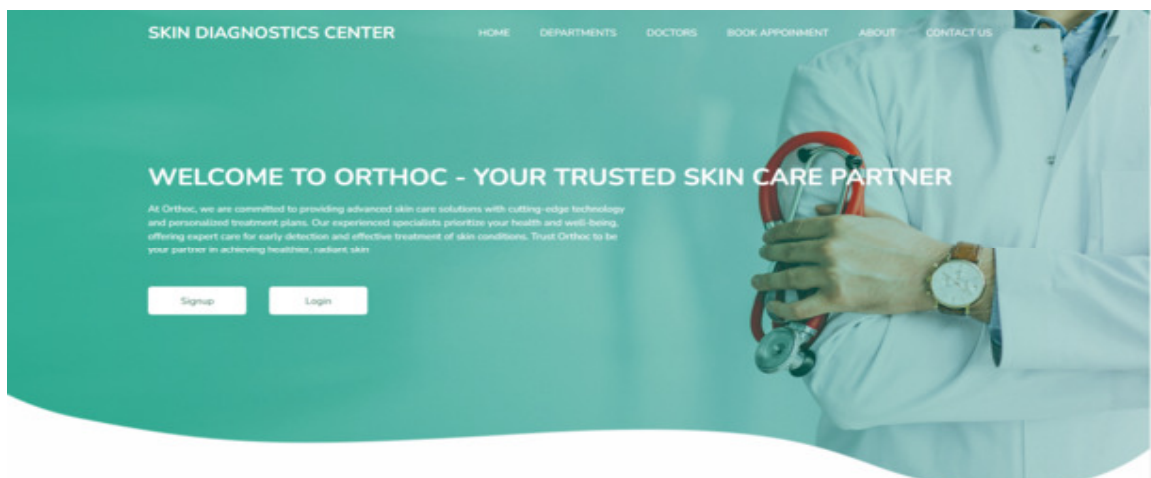 SKIN DIAGNOSTICS CENTER
HOME DEPARTMENTS DOCTORS BOOK APPOINMENT ABOUT CONTACT US
WELCOME TO ORTHOC - YOUR TRUSTED SKIN CARE PARTNER
At Orthoc, we are committed to providing advanced skin care solutions with cutting-edge technology
and personalized treatment plans. Our experienced specialists prioritize your health and well-being,
offering expert care for early detection and effective treatment of skin conditions. Trust Orthoc to be
your partner in achieving healthier, radiant skin
Signup Login